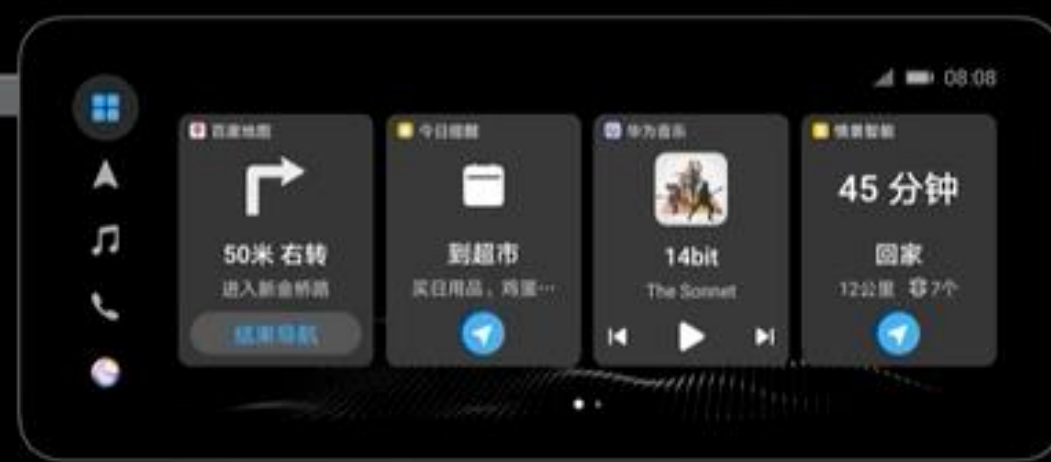 08:08
百度地图
50米 右转
进入新金桥路
结束导航
今日提醒
到超市
买日用品，鸡蛋…
华为音乐
14bit
The Sonnet
情景智能
45 分钟
回家
12公里 7个